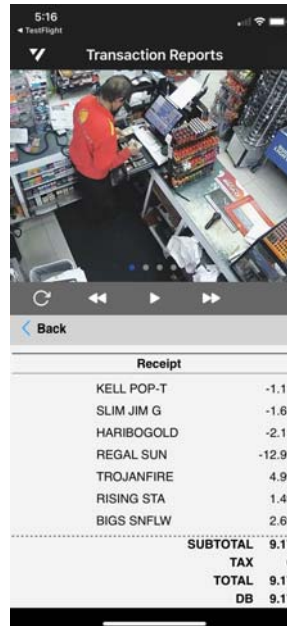 5:16
◀ TestFlight
Transaction Reports
Back
Receipt
KELL POP-T -1.1
SLIM JIM G -1.6
HARIBOGOLD -2.1
REGAL SUN -12.9
TROJANFIRE 4.9
RISING STA 1.4
BIGS SNFLW 2.6
SUBTOTAL 9.1
TAX
TOTAL 9.1
DB 9.1